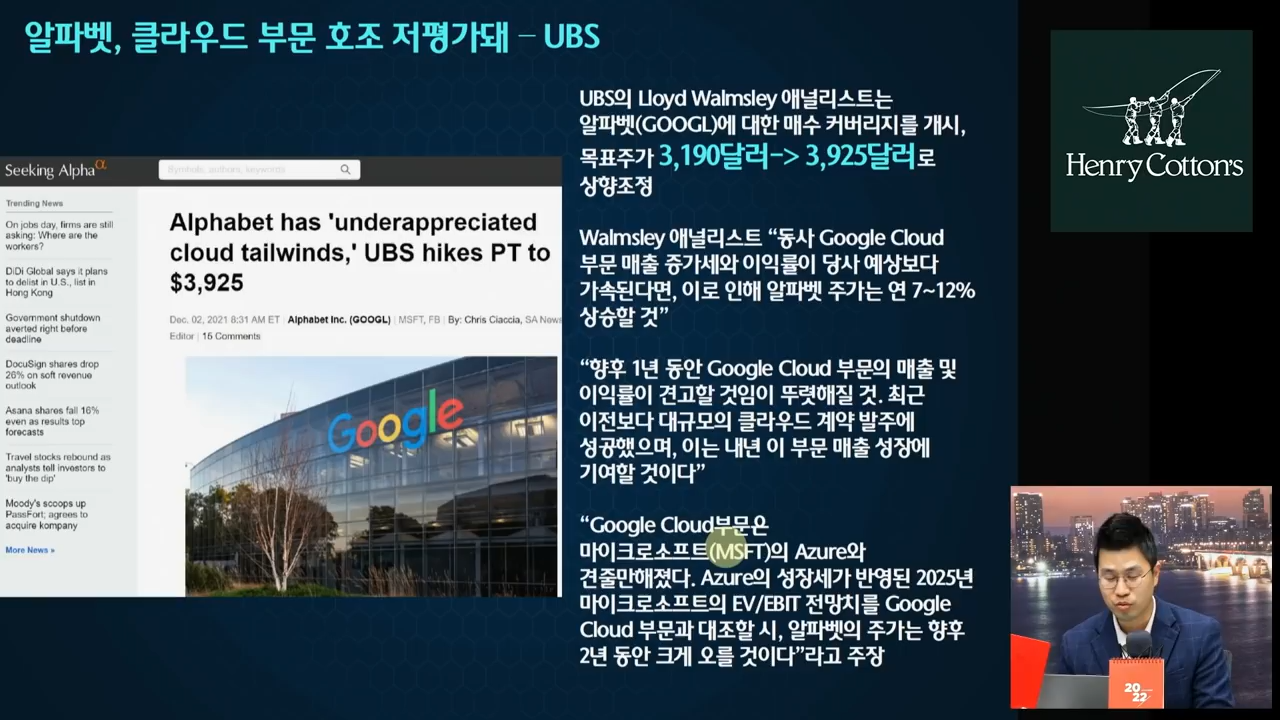 알파벳, 클라우드 부문 호조 저평가돼 – UBS
Seeking Alpha α
Symbols, authors, keywords
Trending News
On jobs day, firms are still
asking: Where are the
workers?
DiDi Global says it plans
to delist in U.S., list in
Hong Kong
Government shutdown
averted right before
deadline
DocuSign shares drop
26% on soft revenue
outlook
Asana shares fall 16%
even as results top
forecasts
Travel stocks rebound as
analysts tell investors to
'buy the dip'
Moody's scoops up
PassFort; agrees to
acquire kompany
More News »
Alphabet has 'underappreciated
cloud tailwinds,' UBS hikes PT to
$3,925
Dec. 02, 2021 8:31 AM ET | Alphabet Inc. (GOOGL) | MSFT, FB | By: Chris Ciaccia, SA News
Editor | 15 Comments
Google
UBS의 Lloyd Walmsley 애널리스트는
알파벳(GOOGL)에 대한 매수 커버리지를 개시,
목표주가 3,190달러-> 3,925달러로
상향조정
Walmsley 애널리스트 “동사 Google Cloud
부문 매출 증가세와 이익률이 당사 예상보다
가속된다면, 이로 인해 알파벳 주가는 연 7~12%
상승할 것”
“향후 1년 동안 Google Cloud 부문의 매출 및
이익률이 견고할 것임이 뚜렷해질 것. 최근
이전보다 대규모의 클라우드 계약 발주에
성공했으며, 이는 내년 이 부문 매출 성장에
기여할 것이다”
“Google Cloud부문은
마이크로소프트(MSFT)의 Azure와
견줄만해졌다. Azure의 성장세가 반영된 2025년
마이크로소프트의 EV/EBIT 전망치를 Google
Cloud 부문과 대조할 시, 알파벳의 주가는 향후
2년 동안 크게 오를 것이다”라고 주장
Henry Cotton's
20
22